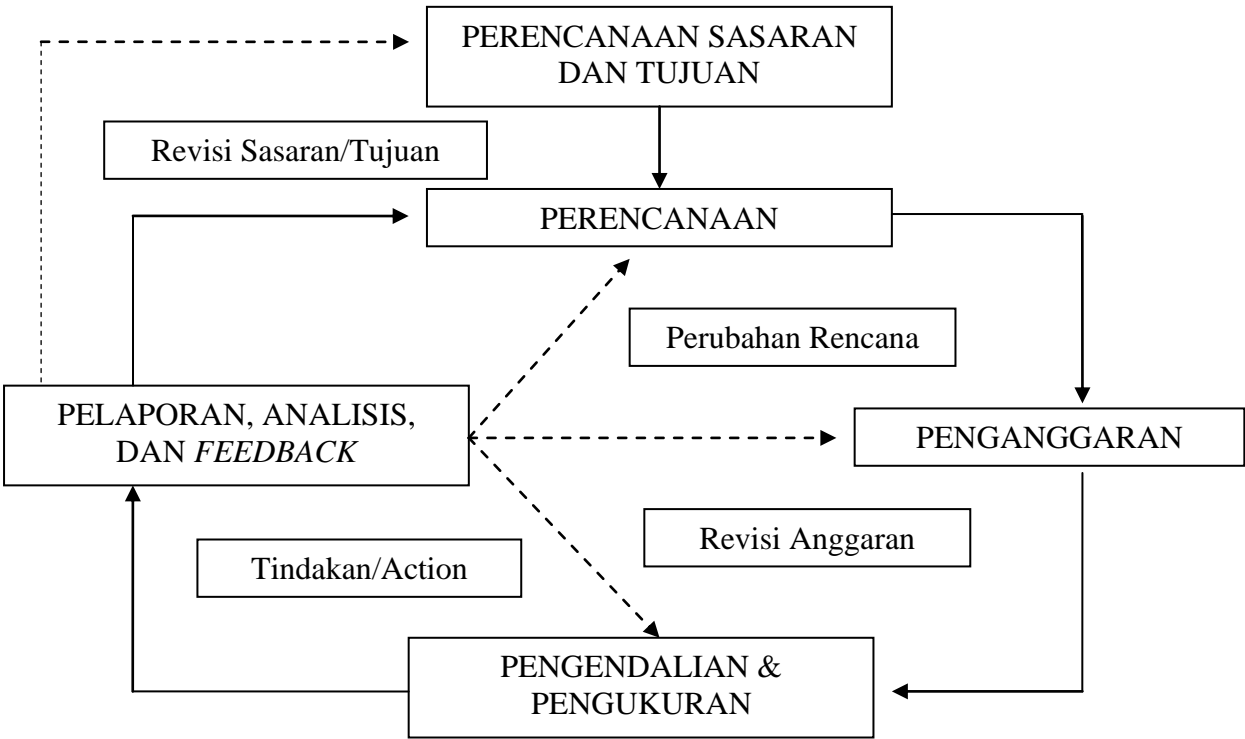 PERENCANAAN SASARAN
DAN TUJUAN
Revisi Sasaran/Tujuan
PERENCANAAN
Perubahan Rencana
PELAPORAN, ANALISIS,
DAN FEEDBACK
PENGANGGARAN
Revisi Anggaran
Tindakan/Action
PENGENDALIAN &
PENGUKURAN